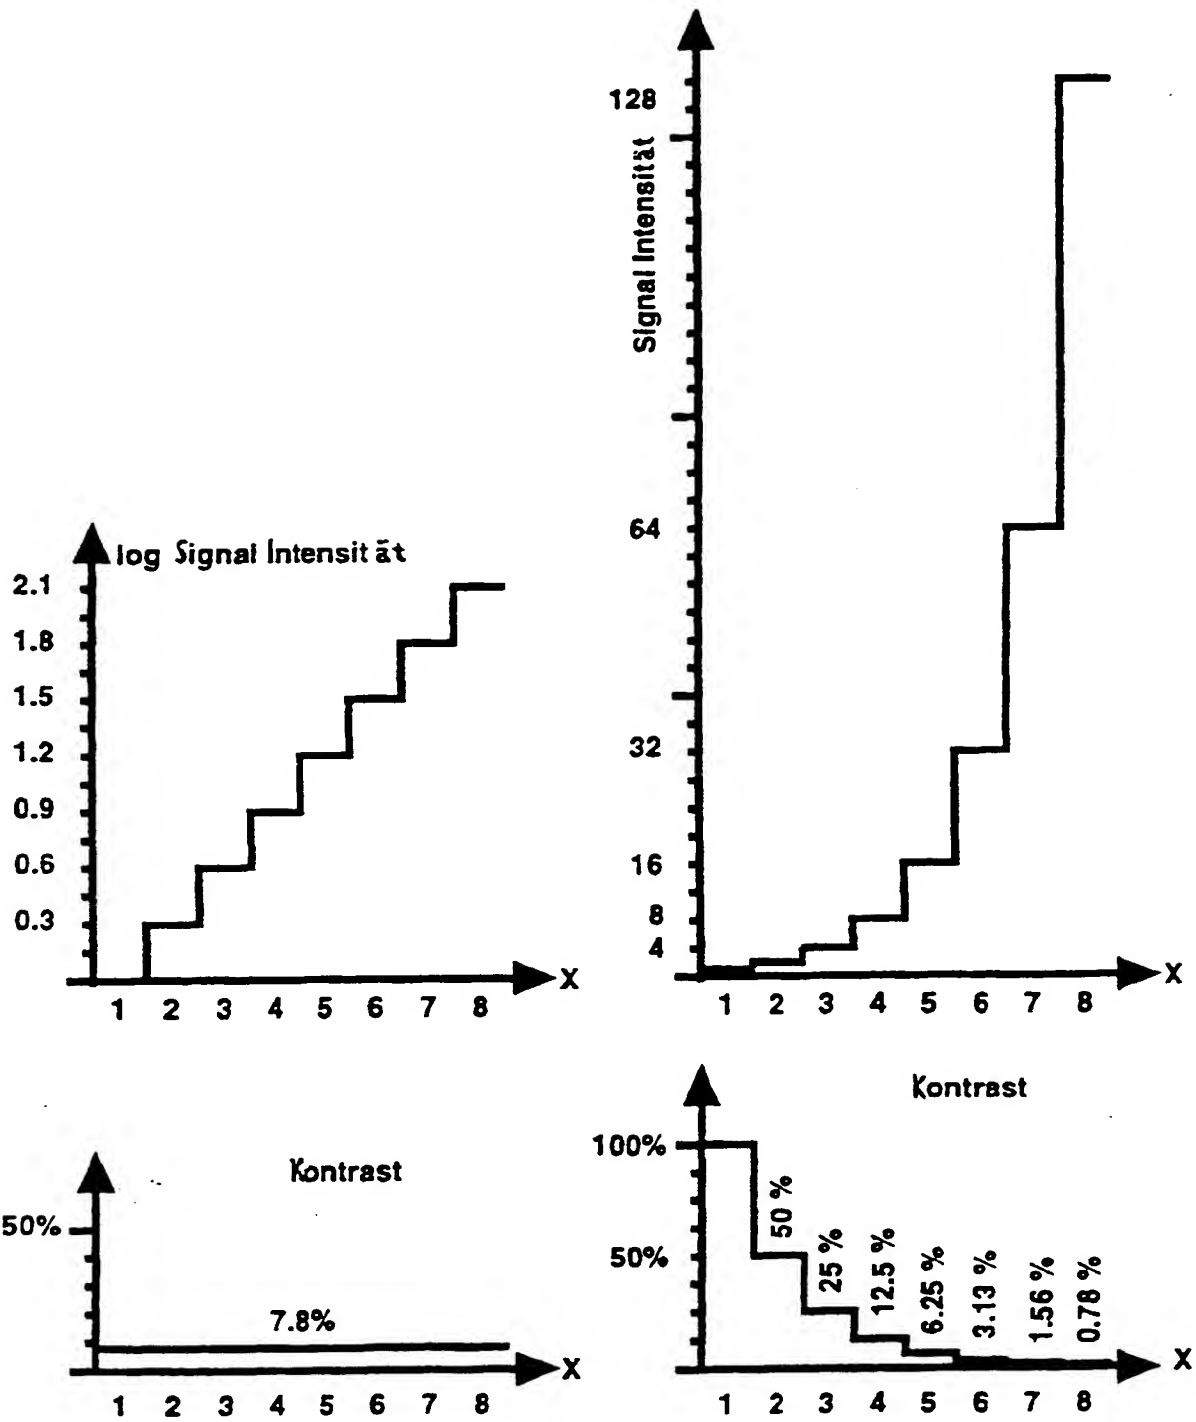 log Signal Intensität
2.1
1.8
1.5
1.2
0.9
0.6
0.3
X
1 2 3 4 5 6 7 8
Signal Intensität
128
64
32
16
8
4
X
1 2 3 4 5 6 7 8
Kontrast
50%
7.8%
X
1 2 3 4 5 6 7 8
Kontrast
100%
50%
50 %
25 %
12.5 %
6.25 %
3.13 %
1.56 %
0.78 %
X
1 2 3 4 5 6 7 8